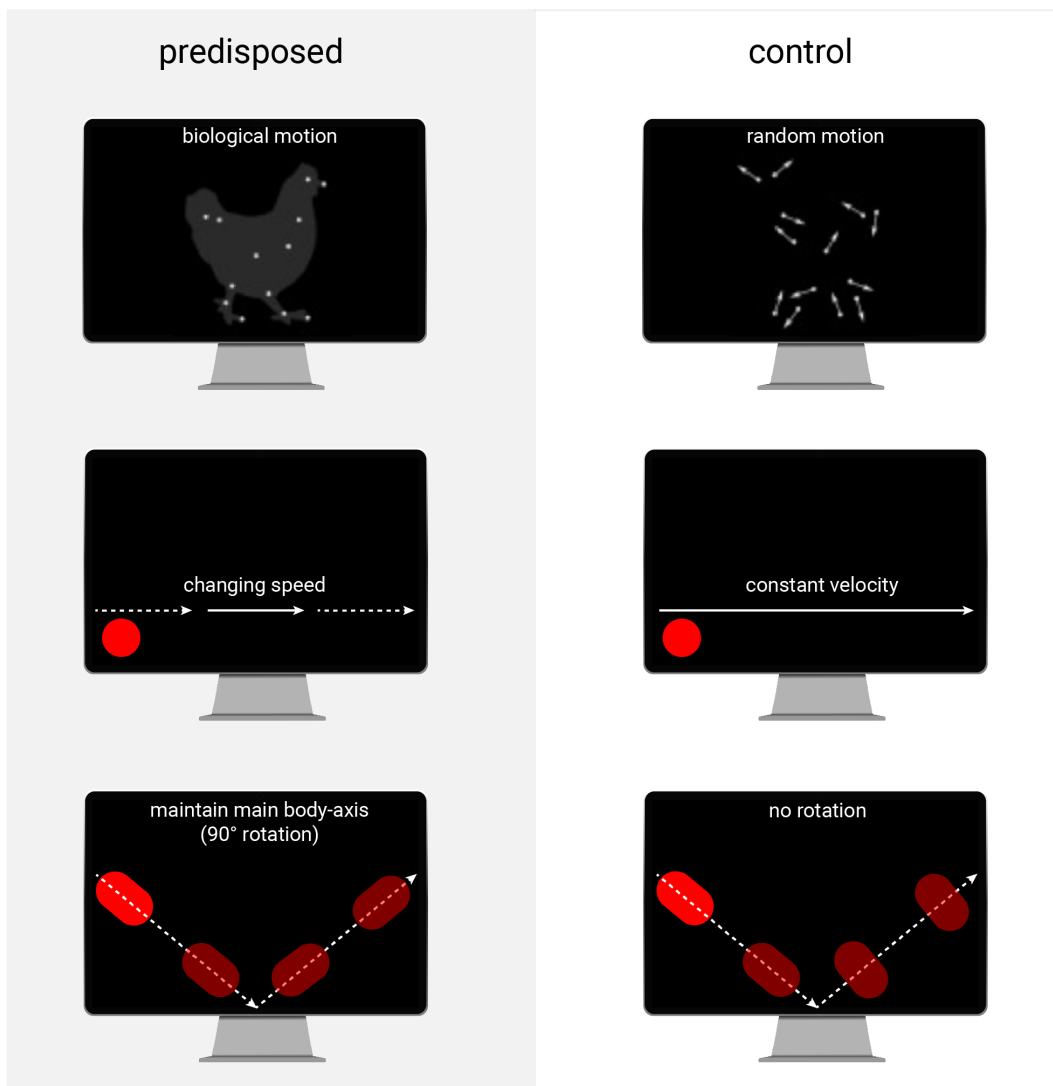 predisposed
control
biological motion
random motion
changing speed
constant velocity
maintain main body-axis
(90° rotation)
no rotation